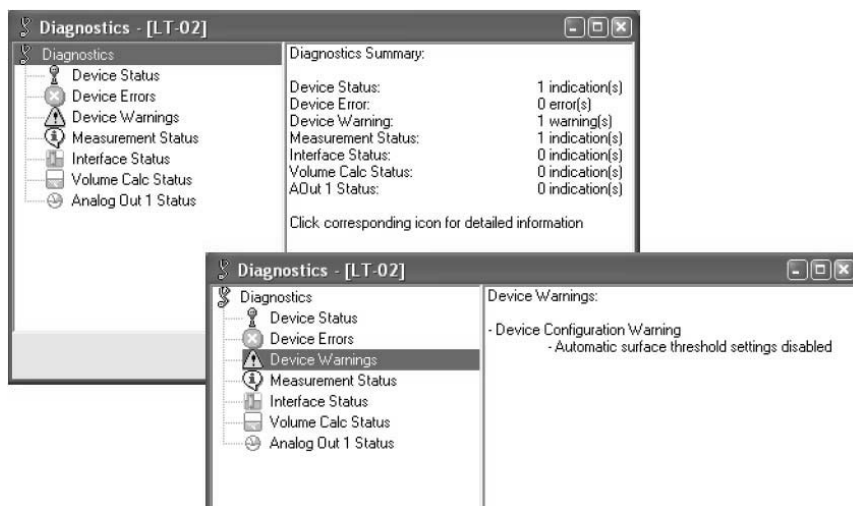 Diagnostics - [LT-02]
Diagnostics
Device Status
Device Errors
Device Warnings
Measurement Status
Interface Status
Volume Calc Status
Analog Out 1 Status
Diagnostics Summary:
Device Status: 1 indication(s)
Device Error: 0 error(s)
Device Warning: 1 warning(s)
Measurement Status: 1 indication(s)
Interface Status: 0 indication(s)
Volume Calc Status: 0 indication(s)
AOut 1 Status: 0 indication(s)
Click corresponding icon for detailed information
Diagnostics - [LT-02]
Diagnostics
Device Status
Device Errors
Device Warnings
Measurement Status
Interface Status
Volume Calc Status
Analog Out 1 Status
Device Warnings:
- Device Configuration Warning
- Automatic surface threshold settings disabled